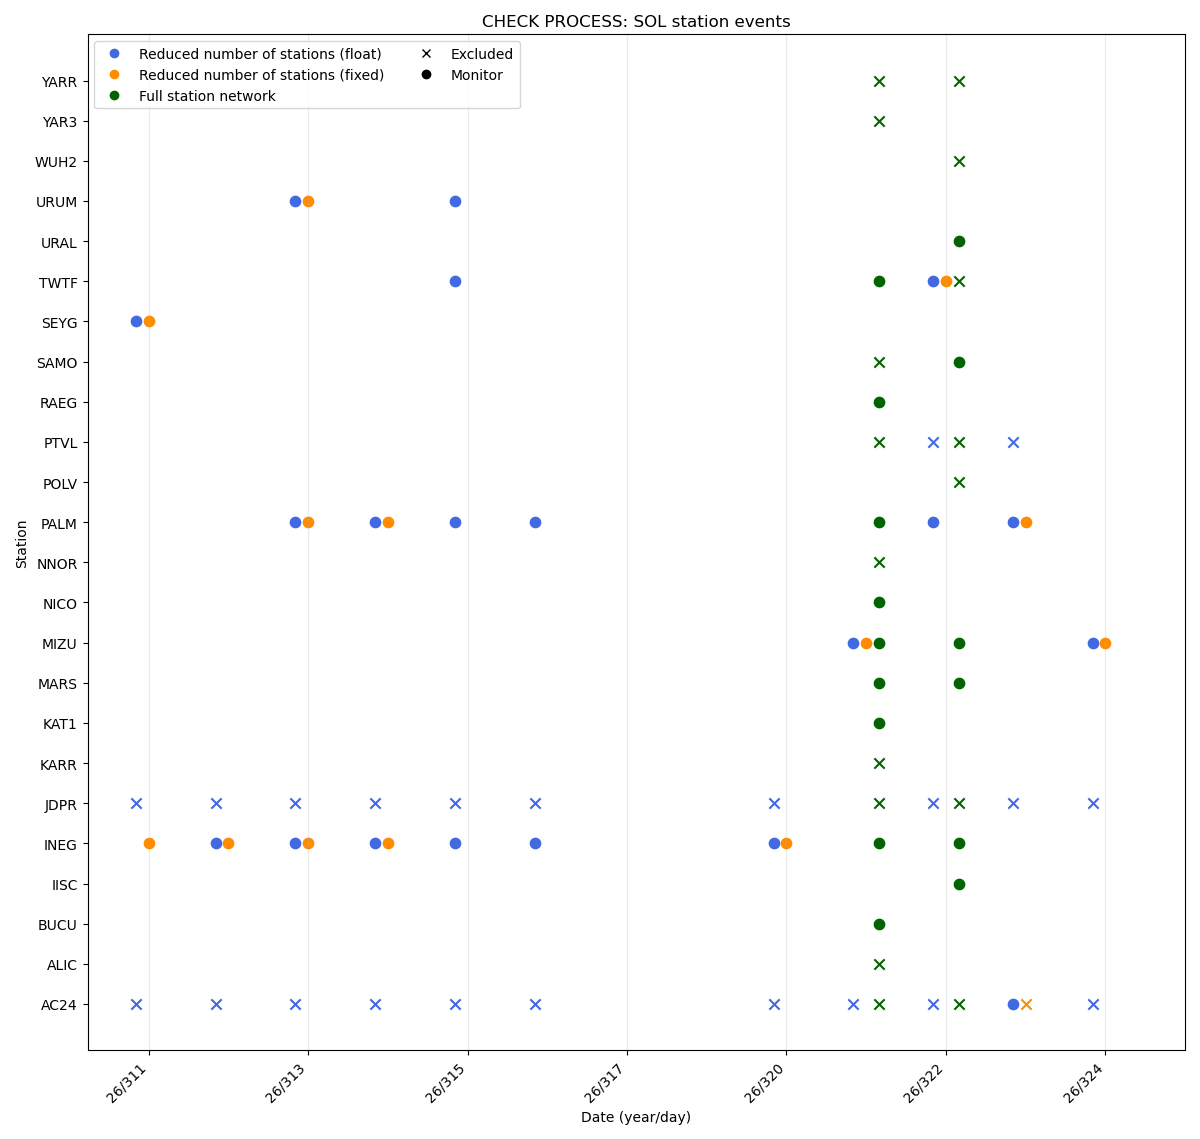 CHECK PROCESS: SOL station events
Reduced number of stations (float)
Reduced number of stations (fixed)
Full station network
Excluded
Monitor
YARR
YAR3
WUH2
URUM
URAL
TWTF
SEYG
SAMO
RAEG
PTVL
POLV
PALM
NNOR
NICO
MIZU
MARS
KAT1
KARR
JDPR
INEG
IISC
BUCU
ALIC
AC24
Station
26/311
26/313
26/315
26/317
26/320
26/322
26/324
Date (year/day)